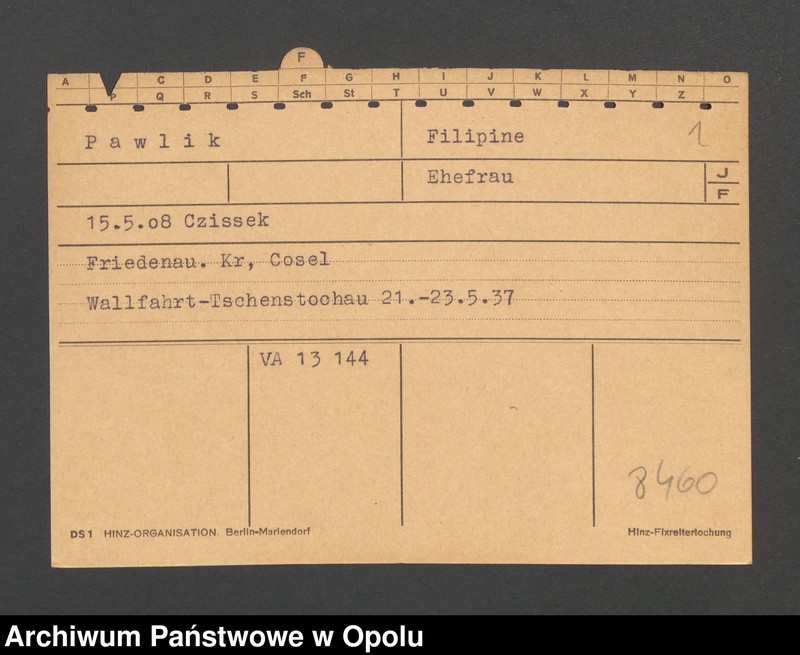 F
A C D E F G H I J K L M N O
P Q R S Sch St T U V W X Y Z
Pawlik Filipine 1
Ehefrau J
F
15.5.08 Czissek
Friedenau. Kr, Cosel
Wallfahrt-Tschenstochau 21.-23.5.37
VA 13 144
8460
DS1 HINZ-ORGANISATION. Berlin-Mariendorf Hinz-Fixreiterlochung
Archiwum Państwowe w Opolu